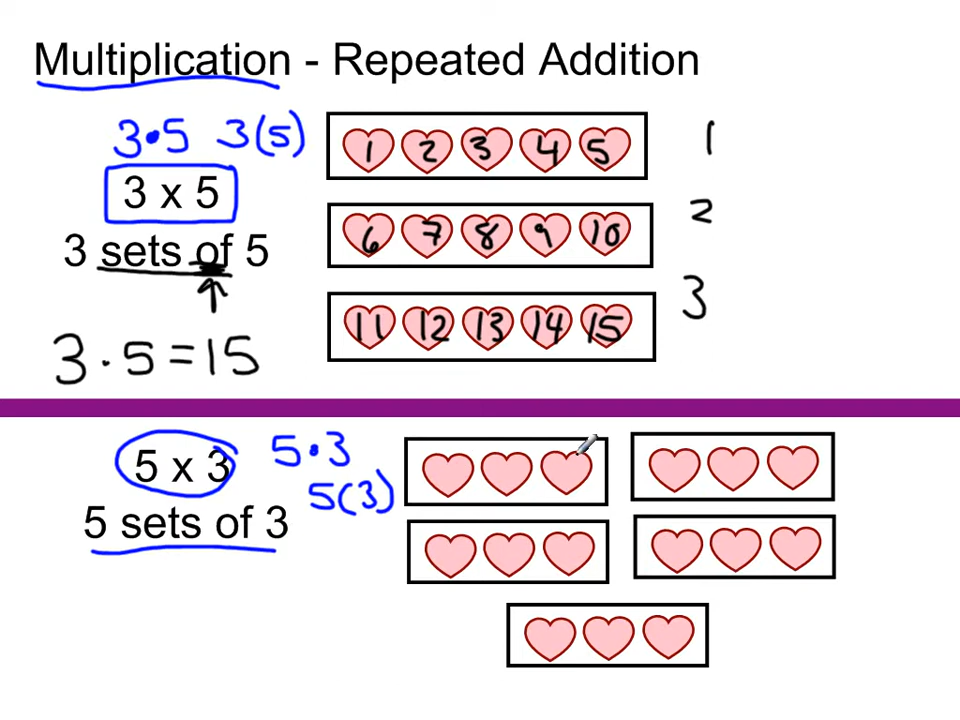 Multiplication - Repeated Addition
3·5 3(5)
3 x 5
3 sets of 5
3·5=15
1 2 3 4 5
1
6 7 8 9 10
2
11 12 13 14 15
3
5 x 3
5·3
5(3)
5 sets of 3